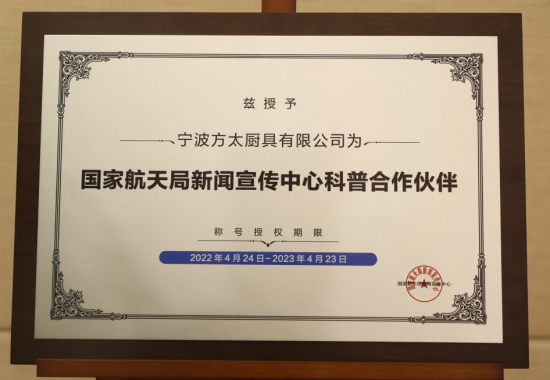 兹授予
宁波方太厨具有限公司为
国家航天局新闻宣传中心科普合作伙伴
称号授权期限
2022年4月24日-2023年4月23日